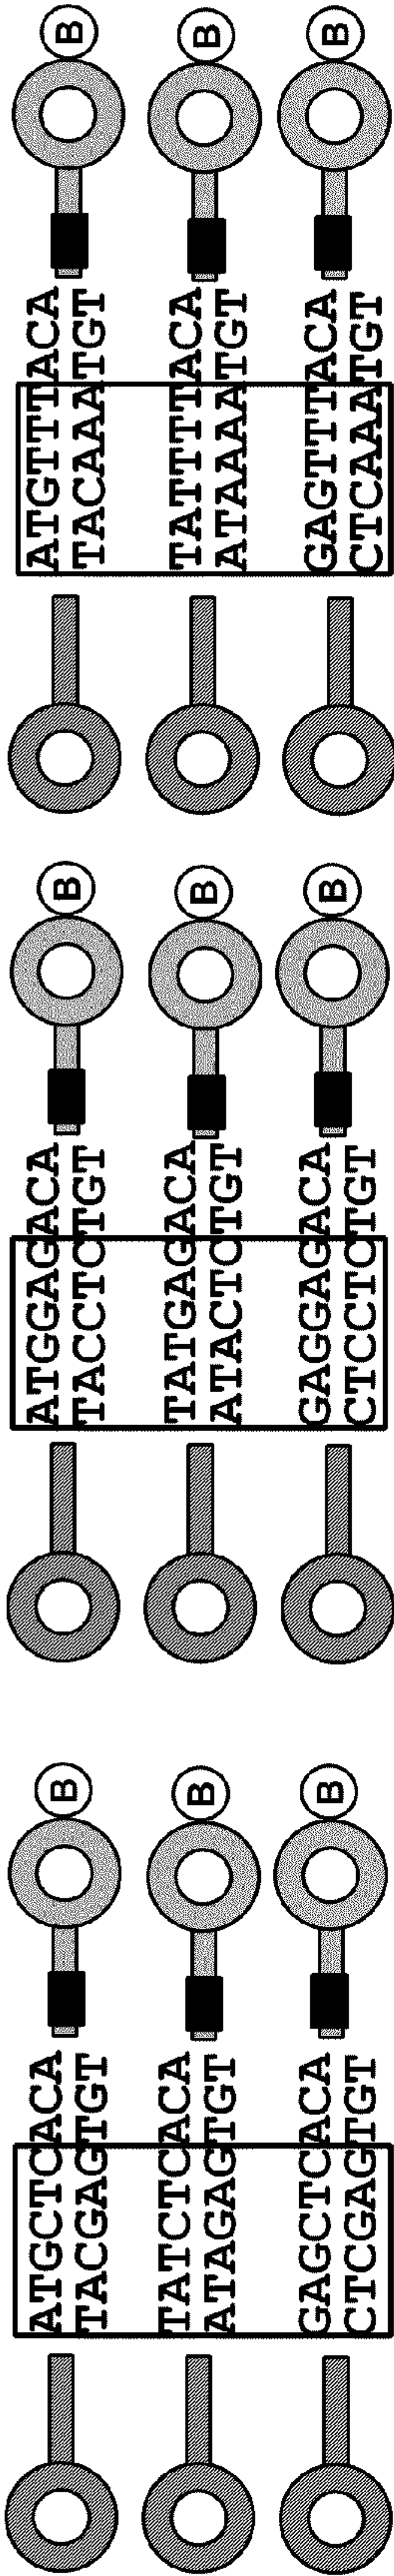 ATGCTCACA
TACGAGTGT
B
TATCTCACA
ATAGAGTGT
B
GAGCTCACA
CTCGAGTGT
B
ATGGAGACA
TACCTCTGT
B
TATGAGACA
ATACTCTGT
B
GAGGAGACA
CTCCTCTGT
B
ATGTTTACA
TACAAATGT
B
TATTTTACA
ATAAAATGT
B
GAGTTTACA
CTCAAATGT
B